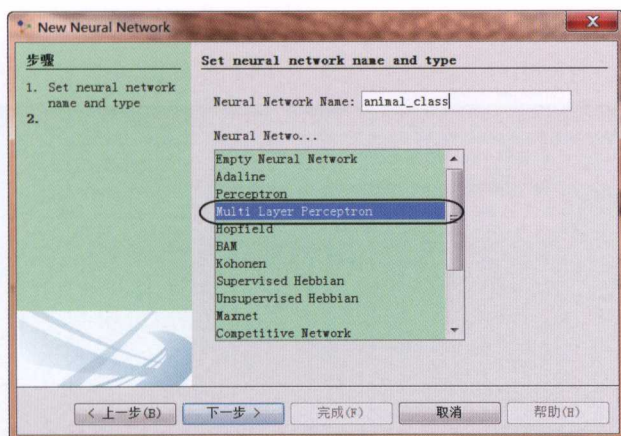 New Neural Network
步骤
1. Set neural network
name and type
2.
Set neural network name and type
Neural Network Name: animal_class
Neural Netwo...
Empty Neural Network
Adaline
Perceptron
Multi Layer Perceptron
Hopfield
BAM
Kohonen
Supervised Hebbian
Unsupervised Hebbian
Maxnet
Competitive Network
< 上一步(B) 下一步 > 完成(F) 取消 帮助(H)